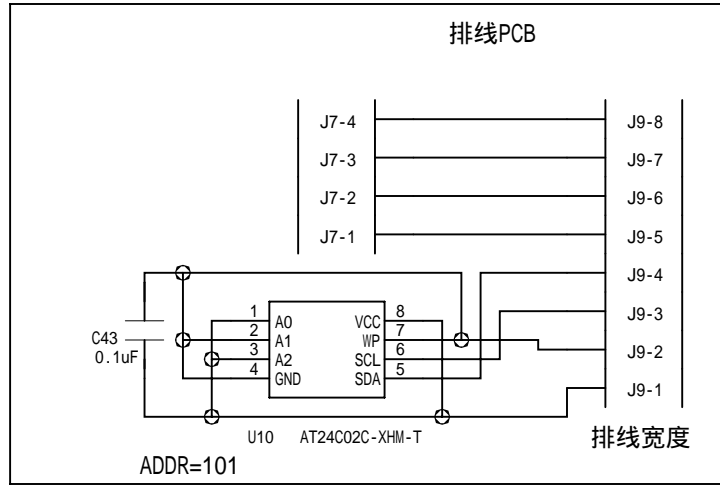 排线PCB
J7-4 J9-8
J7-3 J9-7
J7-2 J9-6
J7-1 J9-5
J9-4
J9-3
J9-2
J9-1
C43
0.1uF
1 A0 VCC 8
2 A1 WP 7
3 A2 SCL 6
4 GND SDA 5
U10 AT24C02C-XHM-T
排线宽度
ADDR=101